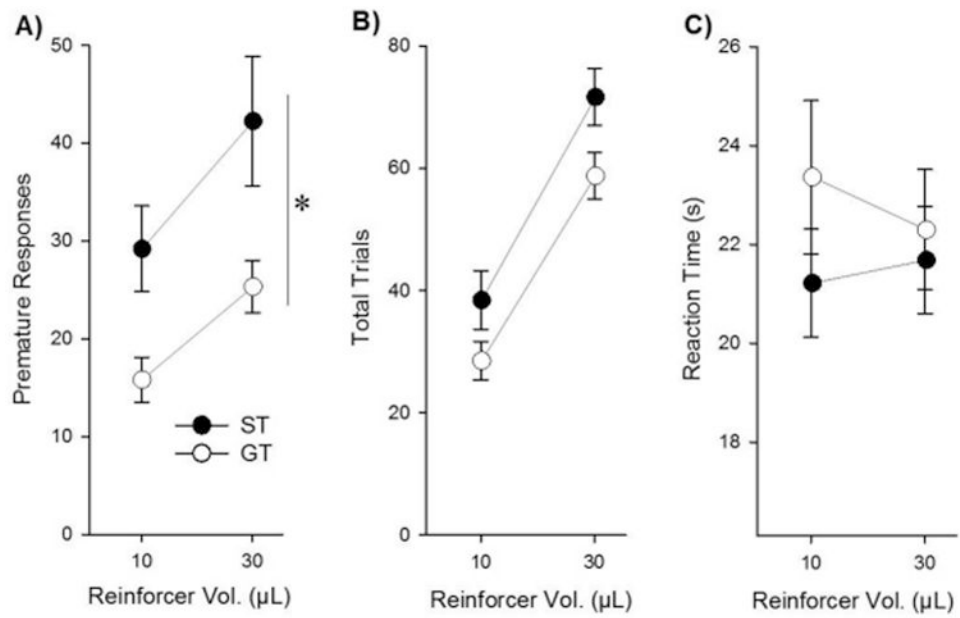 A)
Premature Responses
50
40
30
20
10
0
*
ST
GT
10
30
Reinforcer Vol. (µL)
B)
Total Trials
80
60
40
20
0
10
30
Reinforcer Vol. (µL)
C)
Reaction Time (s)
26
24
22
20
18
10
30
Reinforcer Vol. (µL)